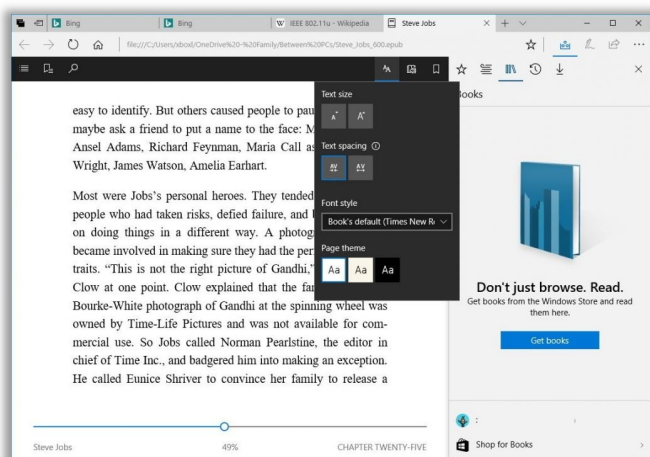 Bing
Bing
W IEEE 802.11u - Wikipedia
Steve Jobs
file:///C:/Users/xboxl/OneDrive%20-%20Family/Between%20PCs/Steve_Jobs_600.epub
Books
Text size
A
A
Text spacing
AV
AV
Font style
Book's default (Times New R
Page theme
Aa Aa Aa
easy to identify. But others caused people to pau
maybe ask a friend to put a name to the face: M
Ansel Adams, Richard Feynman, Maria Call as
Wright, James Watson, Amelia Earhart.
Most were Jobs's personal heroes. They tended
people who had taken risks, defied failure, and
on doing things in a different way. A photog
became involved in making sure they had the per
traits. “This is not the right picture of Gandhi,”
Clow at one point. Clow explained that the fa
Bourke-White photograph of Gandhi at the spinning wheel was
owned by Time-Life Pictures and was not available for com-
mercial use. So Jobs called Norman Pearlstine, the editor in
chief of Time Inc., and badgered him into making an exception.
He called Eunice Shriver to convince her family to release a
Steve Jobs
49%
CHAPTER TWENTY-FIVE
Don't just browse. Read.
Get books from the Windows Store and read
them here.
Get books
Shop for Books